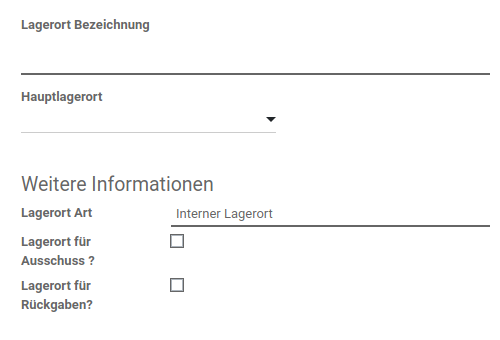 Lagerort Bezeichnung
Hauptlagerort
Weitere Informationen
Lagerort Art
Interner Lagerort
Lagerort für
Ausschuss ?
Lagerort für
Rückgaben?